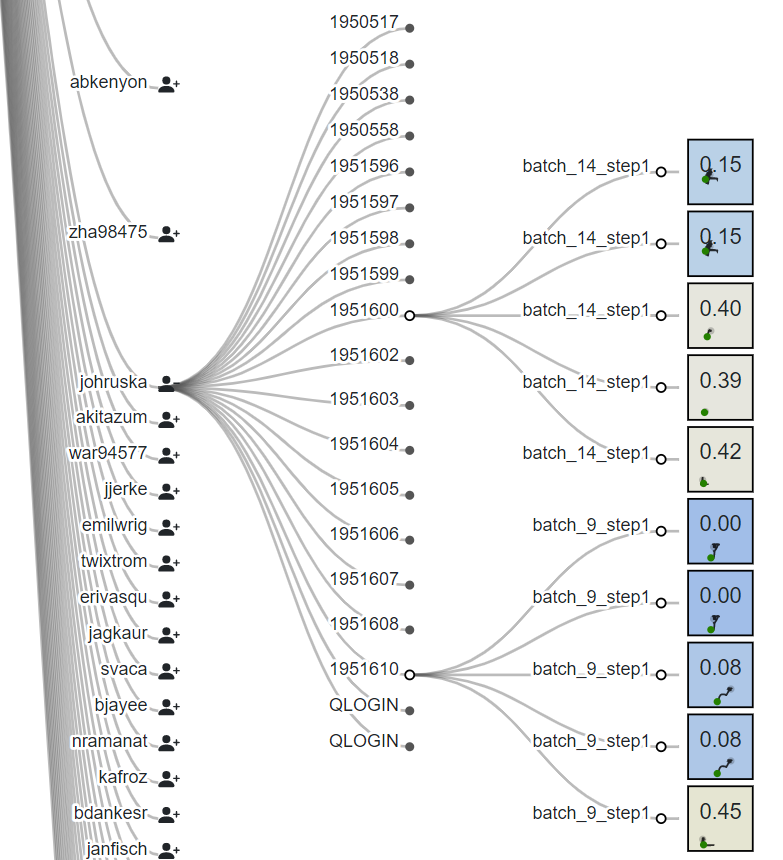 abkenyon
zha98475
johruska
akitazum
war94577
jjerke
emilwrig
twixtrom
erivasqu
jagkaur
svaca
bjayee
nramanat
kafroz
bdankesr
janfisch
1950517
1950518
1950538
1950558
1951596
1951597
1951598
1951599
1951600
1951602
1951603
1951604
1951605
1951606
1951607
1951608
1951610
QLOGIN
QLOGIN
batch_14_step1 0.15
batch_14_step1 0.15
batch_14_step1 0.40
batch_14_step1 0.39
batch_14_step1 0.42
batch_9_step1 0.00
batch_9_step1 0.00
batch_9_step1 0.08
batch_9_step1 0.08
batch_9_step1 0.45